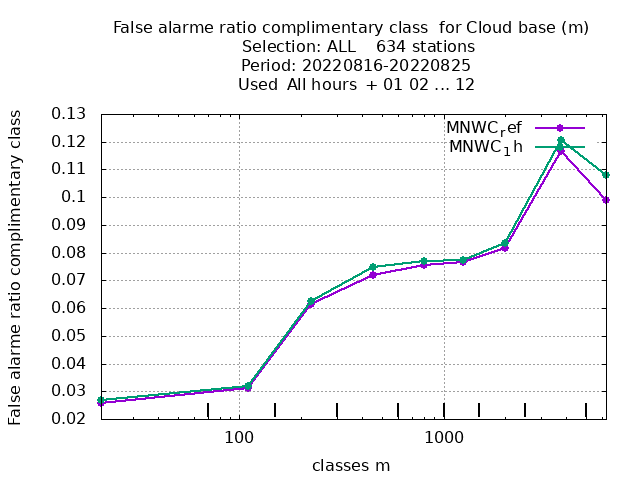 False alarme ratio complimentary class  for Cloud base (m)
Selection: ALL    634 stations
Period: 20220816-20220825
Used  All hours  + 01 02 ... 12
False alarme ratio complimentary class
0.13
0.12
0.11
0.1
0.09
0.08
0.07
0.06
0.05
0.04
0.03
0.02
MNWCref
MNWC1h
100
1000
classes m